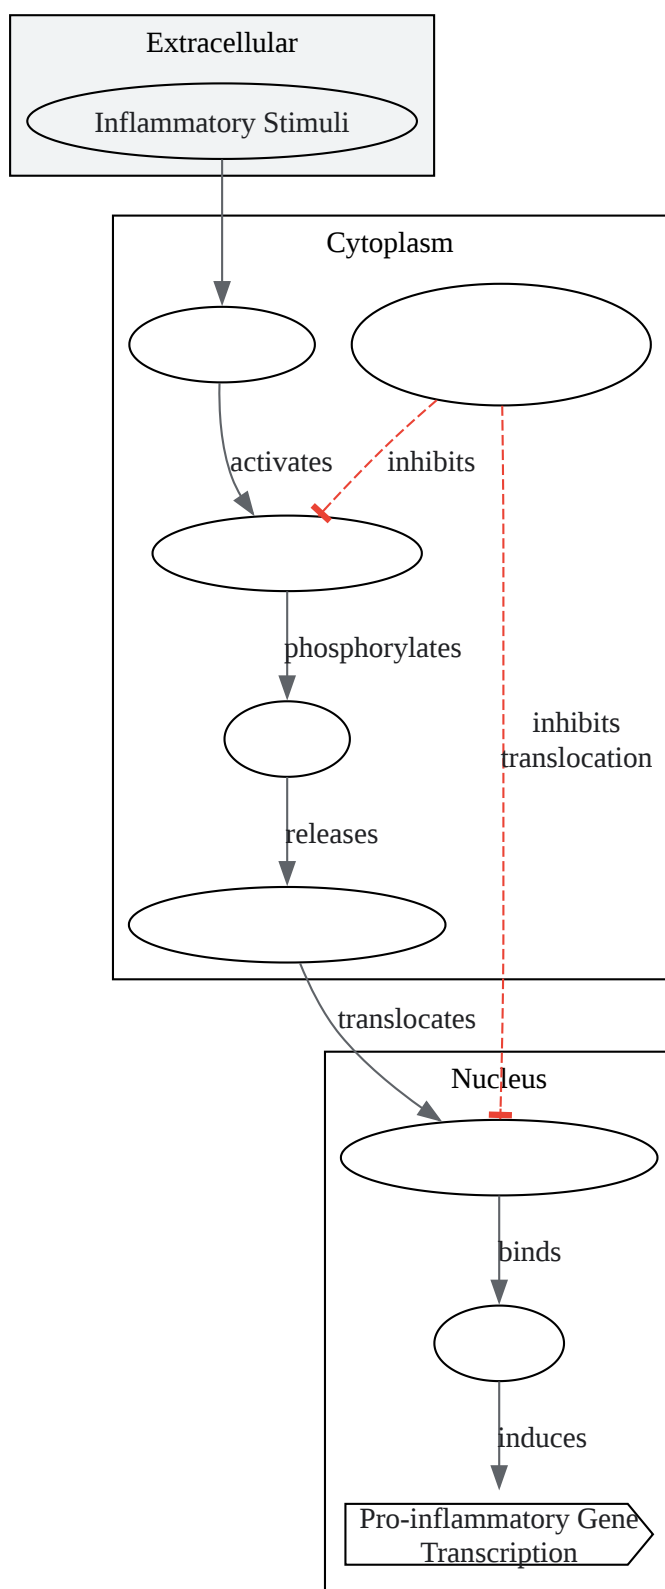 Extracellular
Inflammatory Stimuli
Cytoplasm
activates
inhibits
phosphorylates
inhibits
translocation
releases
translocates
Nucleus
binds
induces
Pro-inflammatory Gene
Transcription